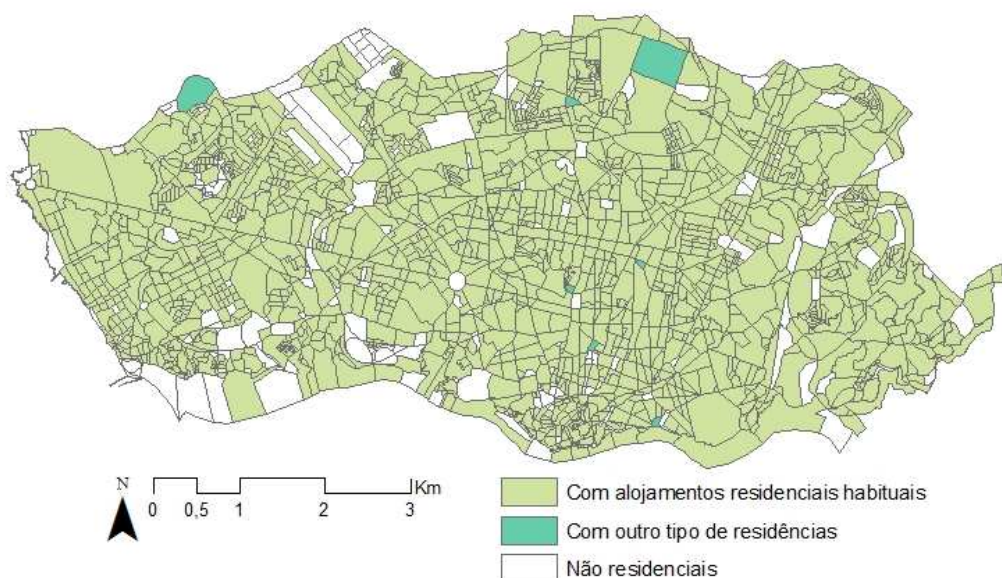 N
Km
0 0,5 1 2 3
Com alojamentos residenciais habituais
Com outro tipo de residências
Não residenciais